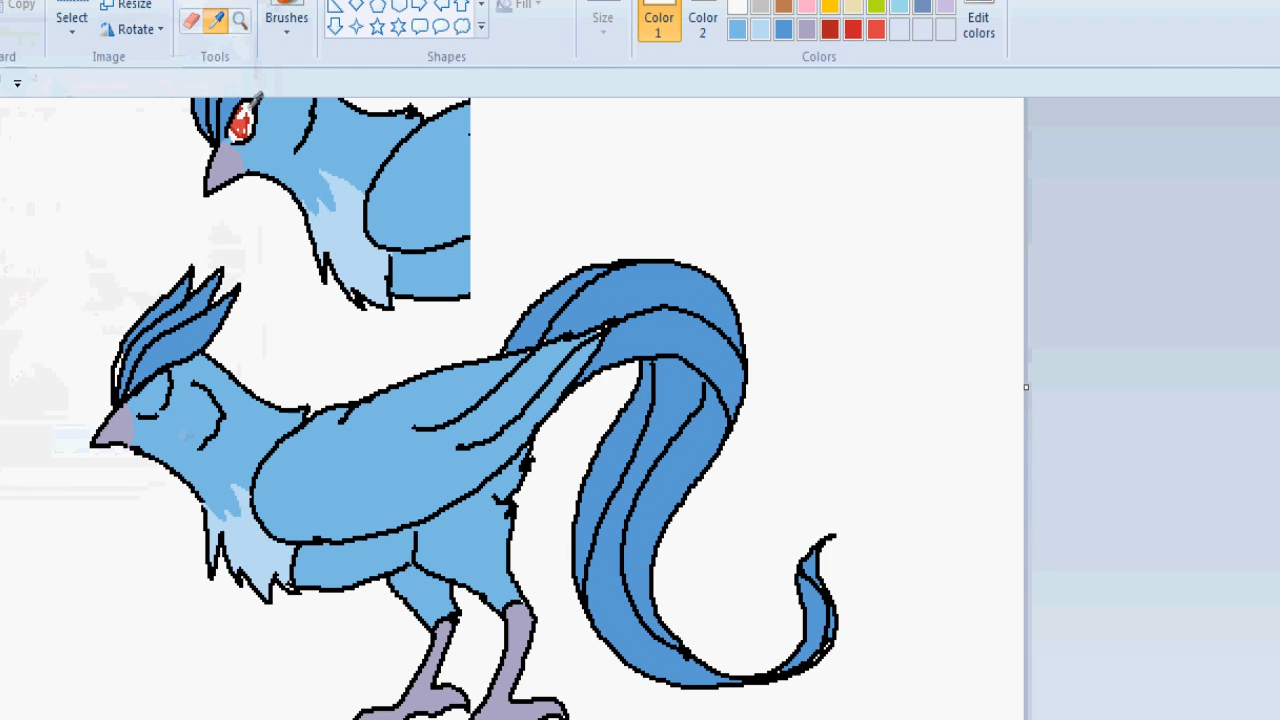 Copy
Resize
Select
Rotate
Brushes
Fill
Size
Color
1
Color
2
Edit
colors
ard
Image
Tools
Shapes
Colors